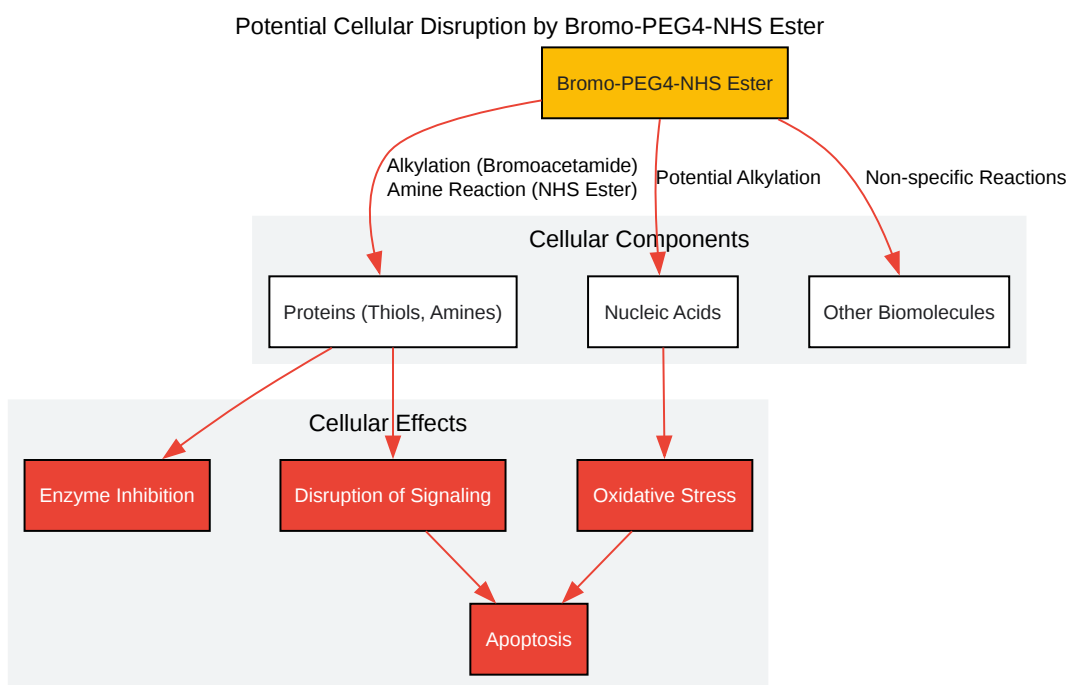 Potential Cellular Disruption by Bromo-PEG4-NHS Ester
Bromo-PEG4-NHS Ester
Alkylation (Bromoacetamide)
Amine Reaction (NHS Ester)
Potential Alkylation
Non-specific Reactions
Cellular Components
Proteins (Thiols, Amines)
Nucleic Acids
Other Biomolecules
Cellular Effects
Enzyme Inhibition
Disruption of Signaling
Oxidative Stress
Apoptosis